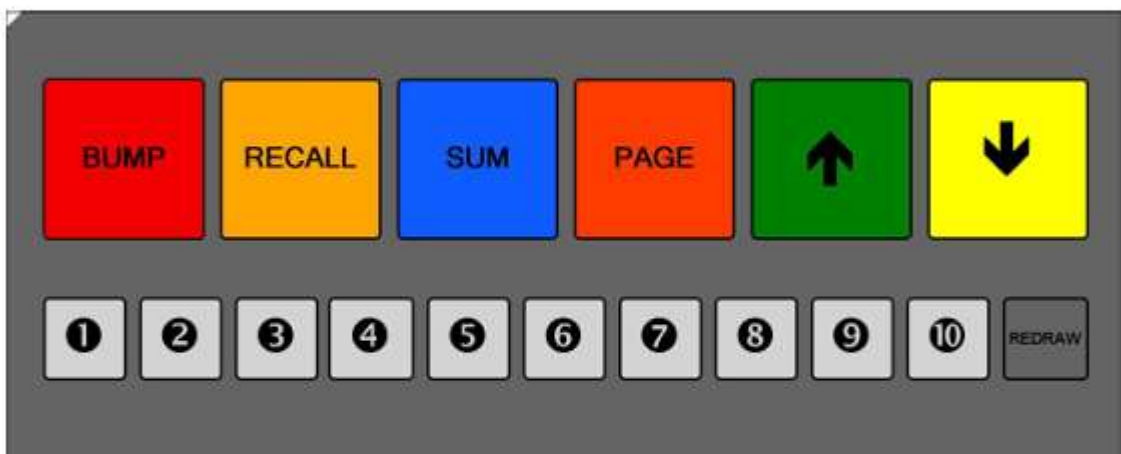 BUMP RECALL SUM PAGE ↑ ↓
❶ ❷ ❸ ❹ ❺ ❻ ❼ ❽ ❾ ❿ REDRAW